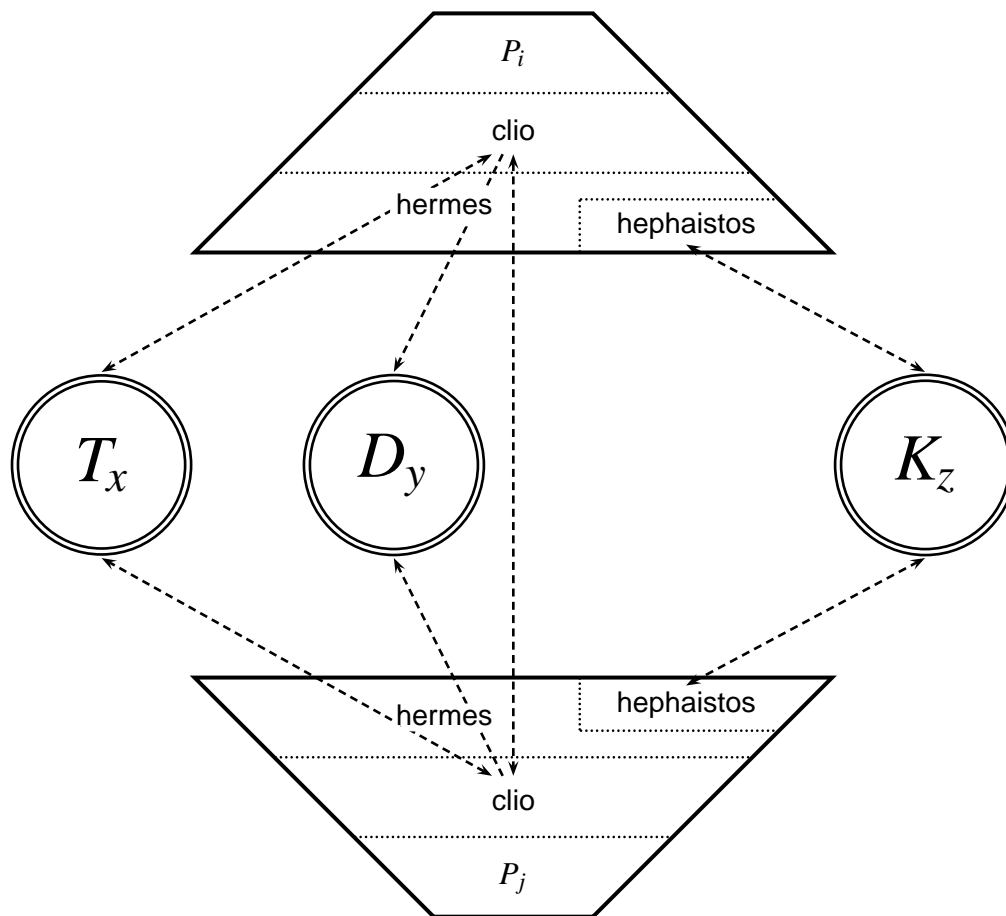 P_i
clio
hermes
hephaistos
T_x
D_y
K_z
hephaistos
hermes
clio
P_j